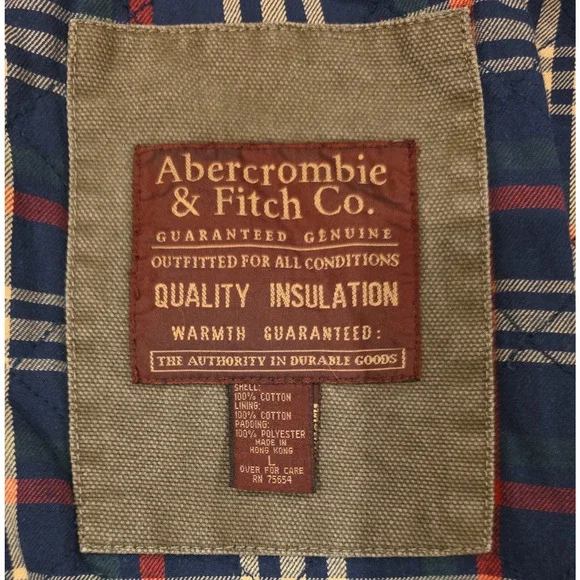 Abercrombie
& Fitch Co.
GUARANTEED GENUINE
OUTFITTED FOR ALL CONDITIONS
QUALITY INSULATION
WARMTH GUARANTEED:
THE AUTHORITY IN DURABLE GOODS
SHELL:
100% COTTON
LINING:
100% COTTON
PADDING:
100% POLYESTER
MADE IN
HONG KONG
L
OVER FOR CARE
RN 75654